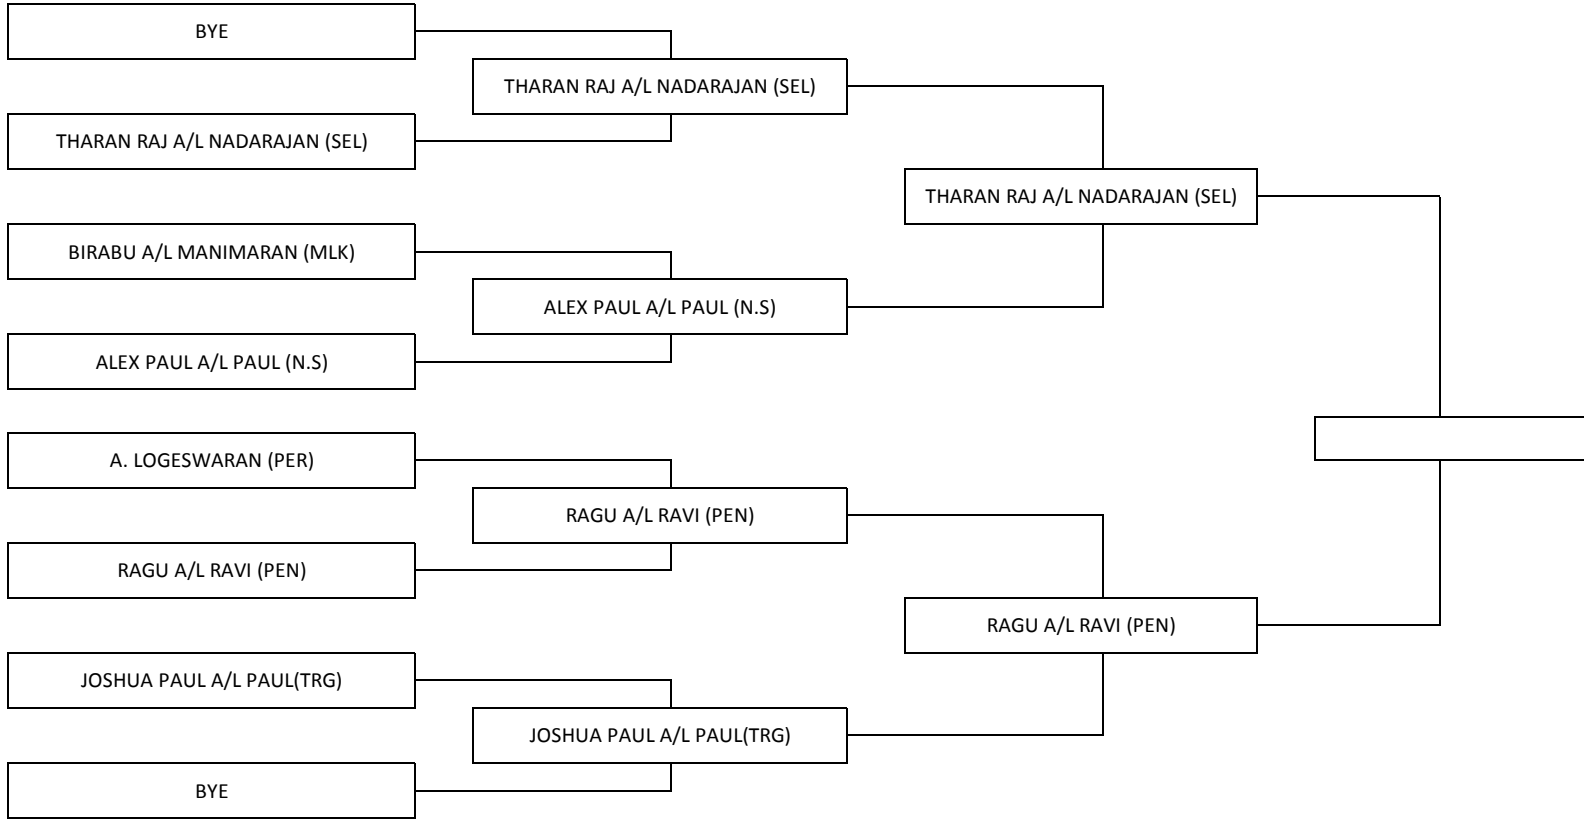 BYE
THARAN RAJ A/L NADARAJAN (SEL)
THARAN RAJ A/L NADARAJAN (SEL)
THARAN RAJ A/L NADARAJAN (SEL)
BIRABU A/L MANIMARAN (MLK)
ALEX PAUL A/L PAUL (N.S)
ALEX PAUL A/L PAUL (N.S)
A. LOGESWARAN (PER)
RAGU A/L RAVI (PEN)
RAGU A/L RAVI (PEN)
RAGU A/L RAVI (PEN)
JOSHUA PAUL A/L PAUL(TRG)
JOSHUA PAUL A/L PAUL(TRG)
BYE